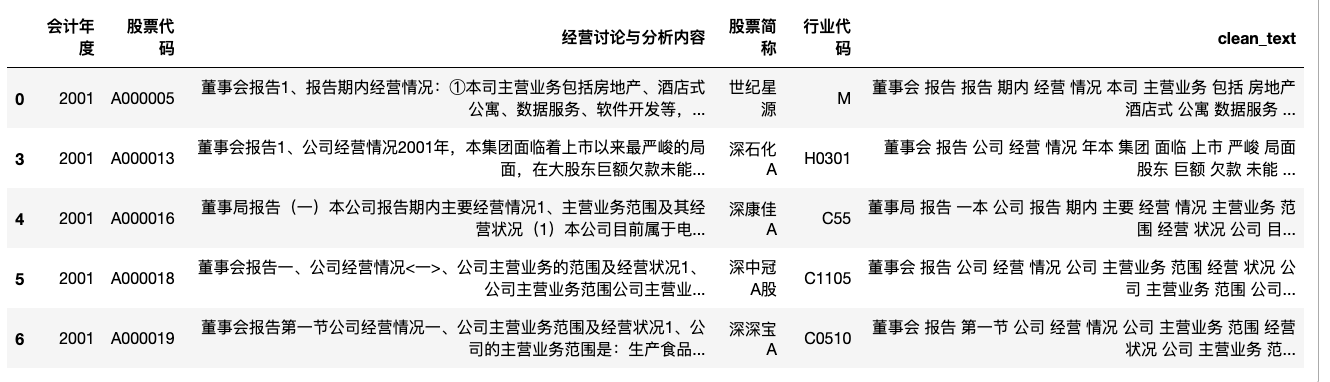 会计年度 股票代码 经营讨论与分析内容 股票简称 行业代码 clean_text
0 2001 A000005 董事会报告1、报告期内经营情况：①本司主营业务包括房地产、酒店式公寓、数据服务、软件开发等，... 世纪星源 M 董事会 报告 报告 期内 经营 情况 本司 主营业务 包括 房地产 酒店式 公寓 数据服务 ...
3 2001 A000013 董事会报告1、公司经营情况2001年，本集团面临着上市以来最严峻的局面，在大股东巨额欠款未能... 深石化A H0301 董事会 报告 公司 经营 情况 年本 集团 面临 上市 严峻 局面 股东 巨额 欠款 未能 ...
4 2001 A000016 董事局报告（一）本公司报告期内主要经营情况1、主营业务范围及其经营状况（1）本公司目前属于电... 深康佳A C55 董事局 报告 一本 公司 报告 期内 主要 经营 情况 主营业务 范围 经营 状况 公司 目...
5 2001 A000018 董事会报告一、公司经营情况<一>、公司主营业务的范围及经营状况1、公司主营业务范围公司主营业... 深中冠A股 C1105 董事会 报告 公司 经营 情况 公司 主营业务 范围 经营 状况 公司 主营业务 范围 公司...
6 2001 A000019 董事会报告第一节公司经营情况一、公司主营业务范围及经营状况1、公司的主营业务范围是：生产食品... 深深宝A C0510 董事会 报告 第一节 公司 经营 情况 公司 主营业务 范围 经营 状况 公司 主营业务 范...